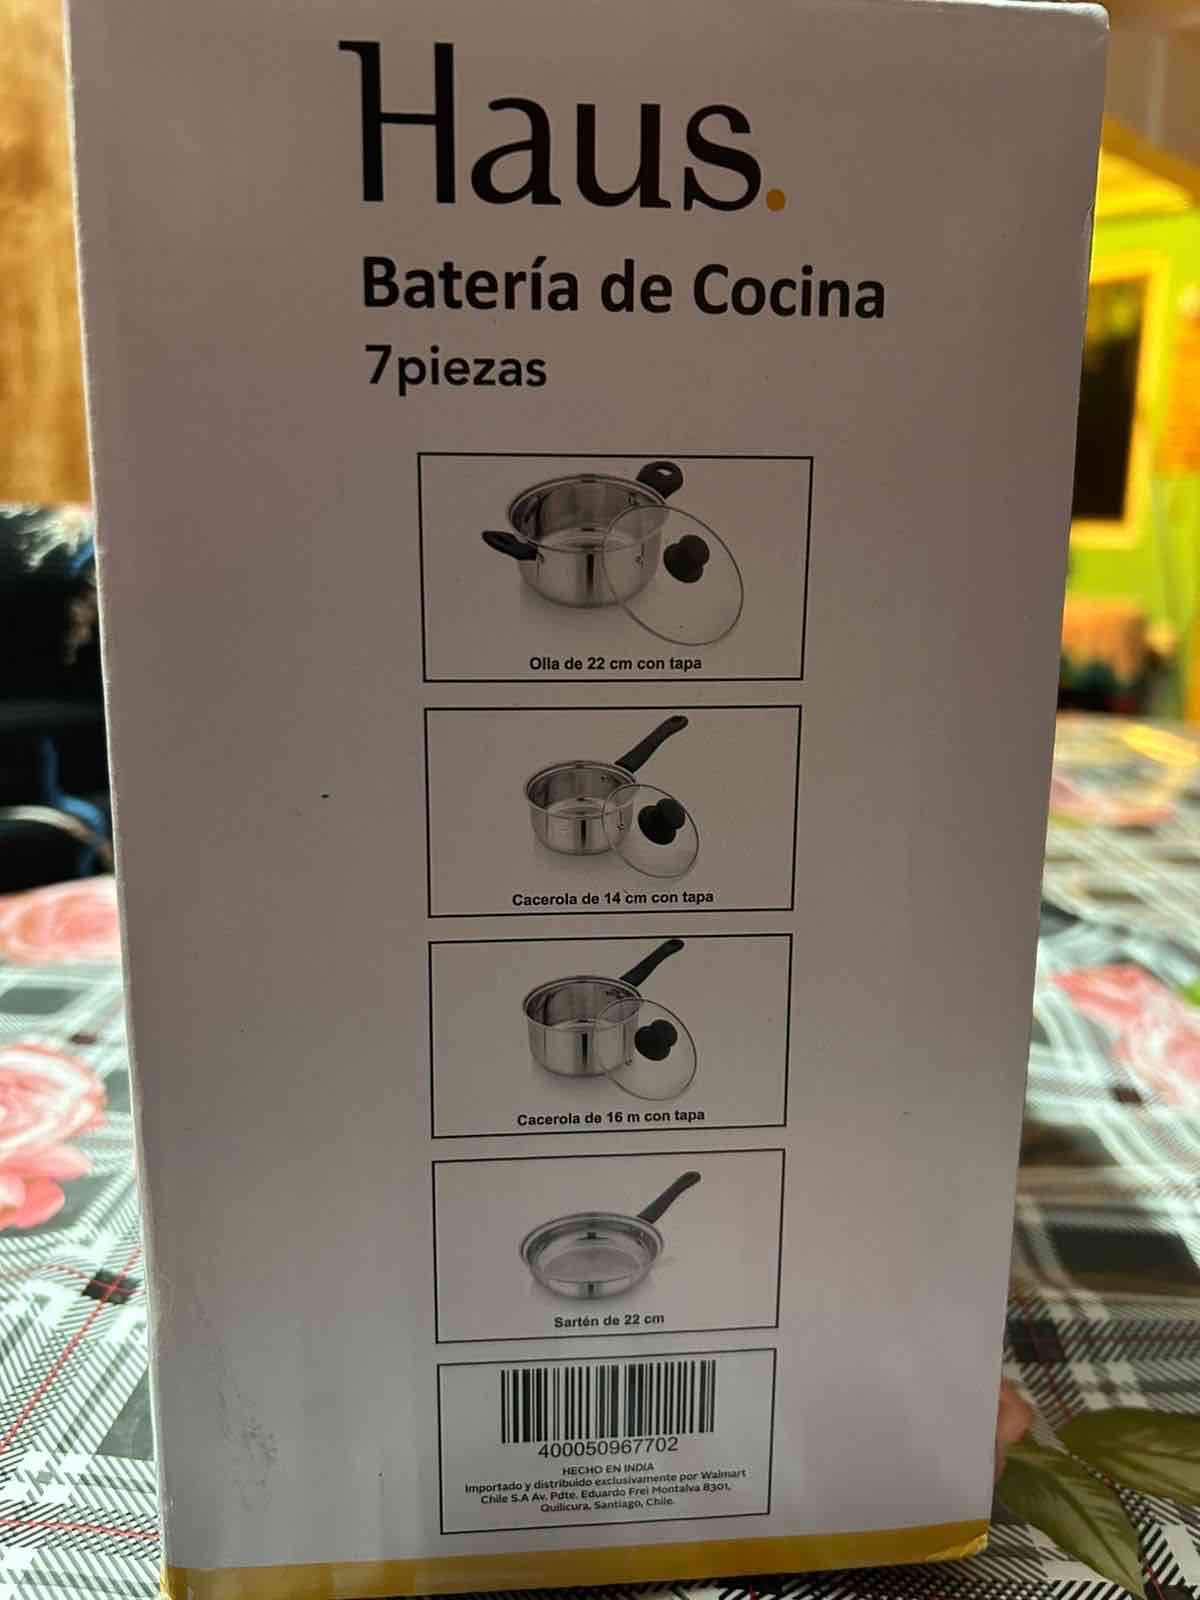 Haus.
Batería de Cocina
7piezas
Olla de 22 cm con tapa
Cacerola de 14 cm con tapa
Cacerola de 16 m con tapa
Sartén de 22 cm
400050967702
HECHO EN INDIA
Importado y distribuido exclusivamente por Walmart
Chile S.A Av. Pdte. Eduardo Frei Montalva 8301,
Quilicura, Santiago, Chile.